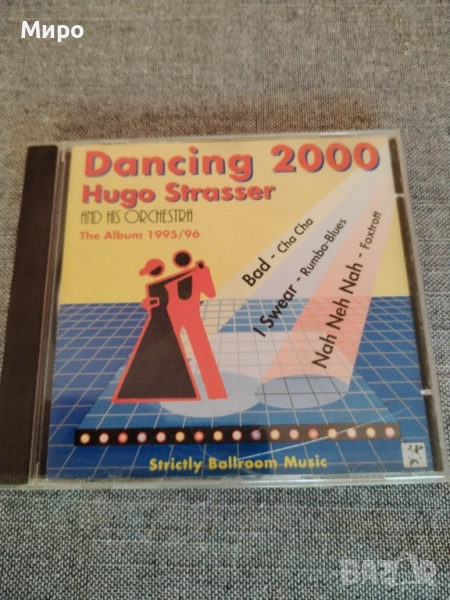 Миро
Dancing 2000
Hugo Strasser
AND HIS ORCHESTRA
The Album 1995/96
Bad - Cha Cha
I Swear - Rumba-Blues
Nah Neh Nah - Foxtrott
Strictly Ballroom Music
BAZAR